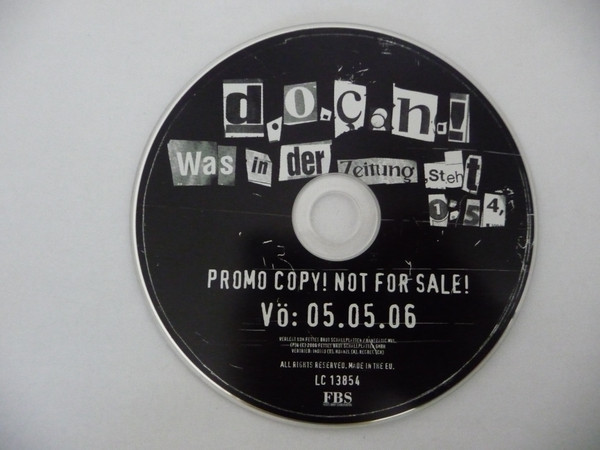 d.o.c.h.!
Was in der Zeitung steht
1:54,
PROMO COPY! NOT FOR SALE!
Vö: 05.05.06
ALL RIGHTS RESERVED. MADE IN THE EU.
LC 13854
FBS